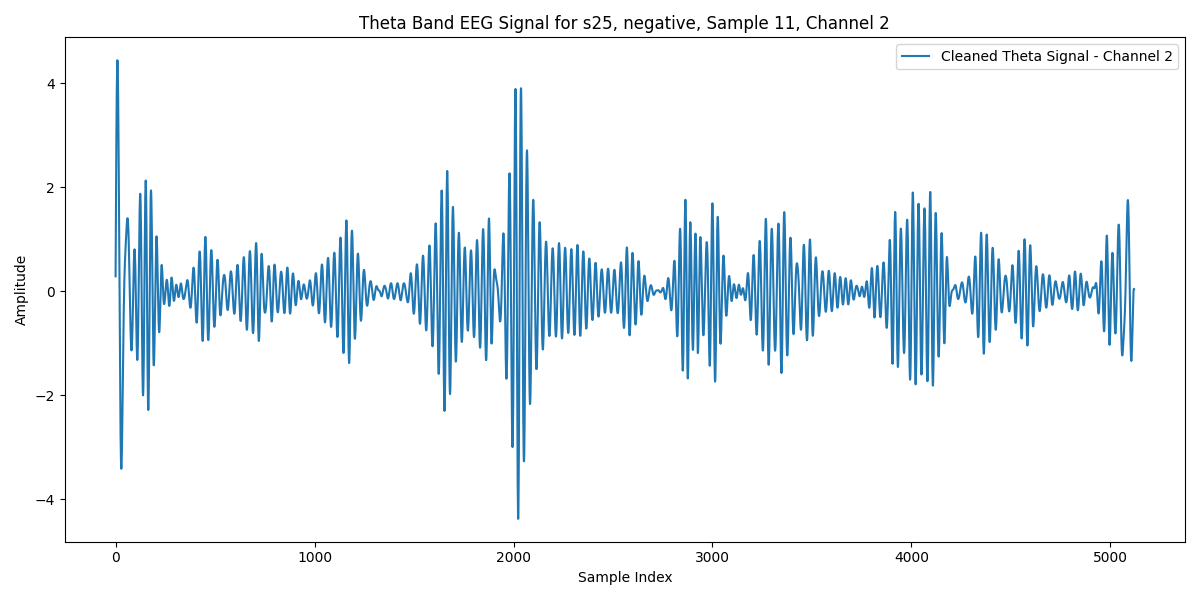 Theta Band EEG Signal for s25, negative, Sample 11, Channel 2
Cleaned Theta Signal - Channel 2
Amplitude
4
2
0
−2
−4
0 1000 2000 3000 4000 5000
Sample Index